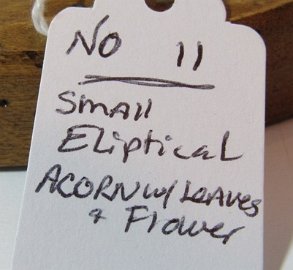 No 11
Small
Eliptical
ACORN w/ LEAVES
+ Flower